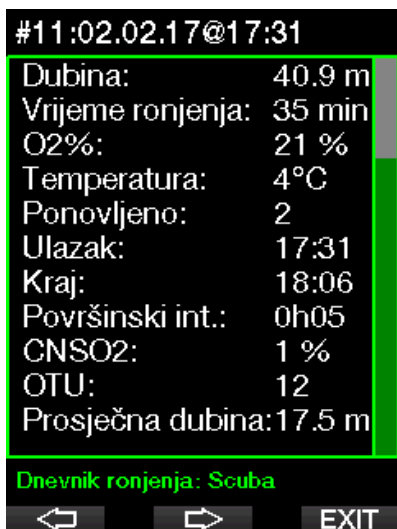 #11:02.02.17@17:31
Dubina: 40.9 m
Vrijeme ronjenja: 35 min
O2%: 21 %
Temperatura: 4°C
Ponovljeno: 2
Ulazak: 17:31
Kraj: 18:06
Površinski int.: 0h05
CNSO2: 1 %
OTU: 12
Prosječna dubina:17.5 m
Dnevnik ronjenja: Scuba
EXIT